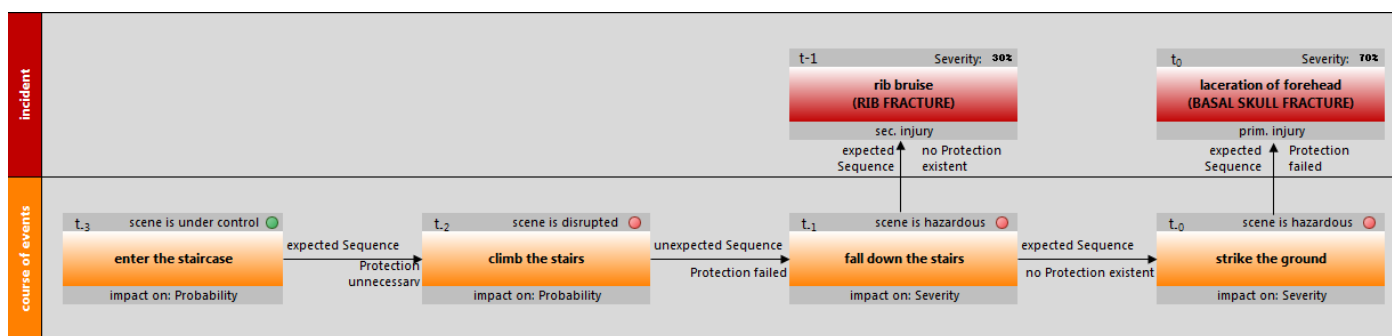 incident
t-1 Severity: 30%
rib bruise
(RIB FRACTURE)
sec. injury
t0 Severity: 70%
laceration of forehead
(BASAL SKULL FRACTURE)
prim. injury
expected
Sequence
no Protection
existent
expected
Sequence
Protection
failed
course of events
t-3 scene is under control
enter the staircase
impact on: Probability
expected Sequence
Protection
unnecessary
t-2 scene is disrupted
climb the stairs
impact on: Probability
unexpected Sequence
Protection failed
t-1 scene is hazardous
fall down the stairs
impact on: Severity
expected Sequence
no Protection existent
t-0 scene is hazardous
strike the ground
impact on: Severity